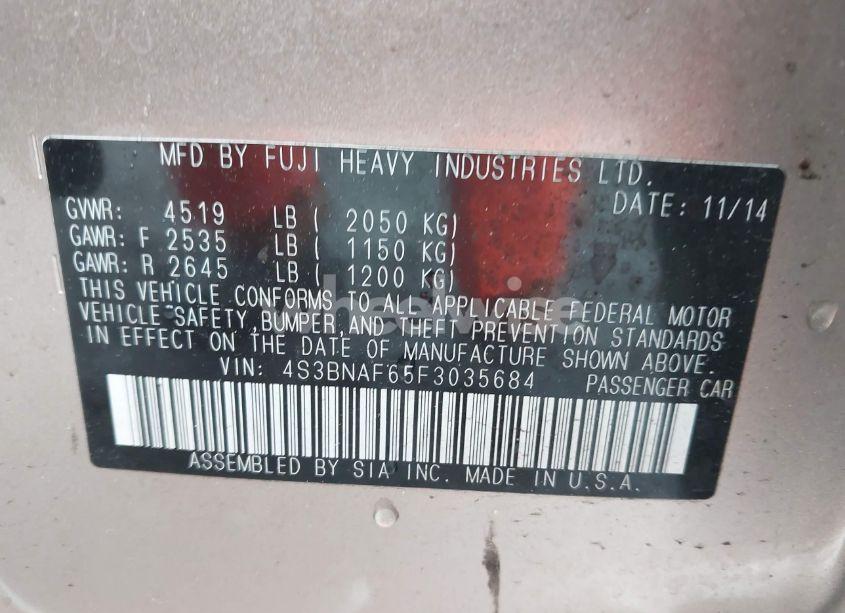 MFD BY FUJI HEAVY INDUSTRIES LTD.
DATE: 11/14
GVWR: 4519 LB ( 2050 KG)
GAWR: F 2535 LB ( 1150 KG)
GAWR: R 2645 LB ( 1200 KG)
THIS VEHICLE CONFORMS TO ALL APPLICABLE FEDERAL MOTOR
VEHICLE SAFETY, BUMPER, AND THEFT PREVENTION STANDARDS
IN EFFECT ON THE DATE OF MANUFACTURE SHOWN ABOVE.
VIN: 4S3BNAF65F3035684 PASSENGER CAR
ASSEMBLED BY SIA INC. MADE IN U.S.A.